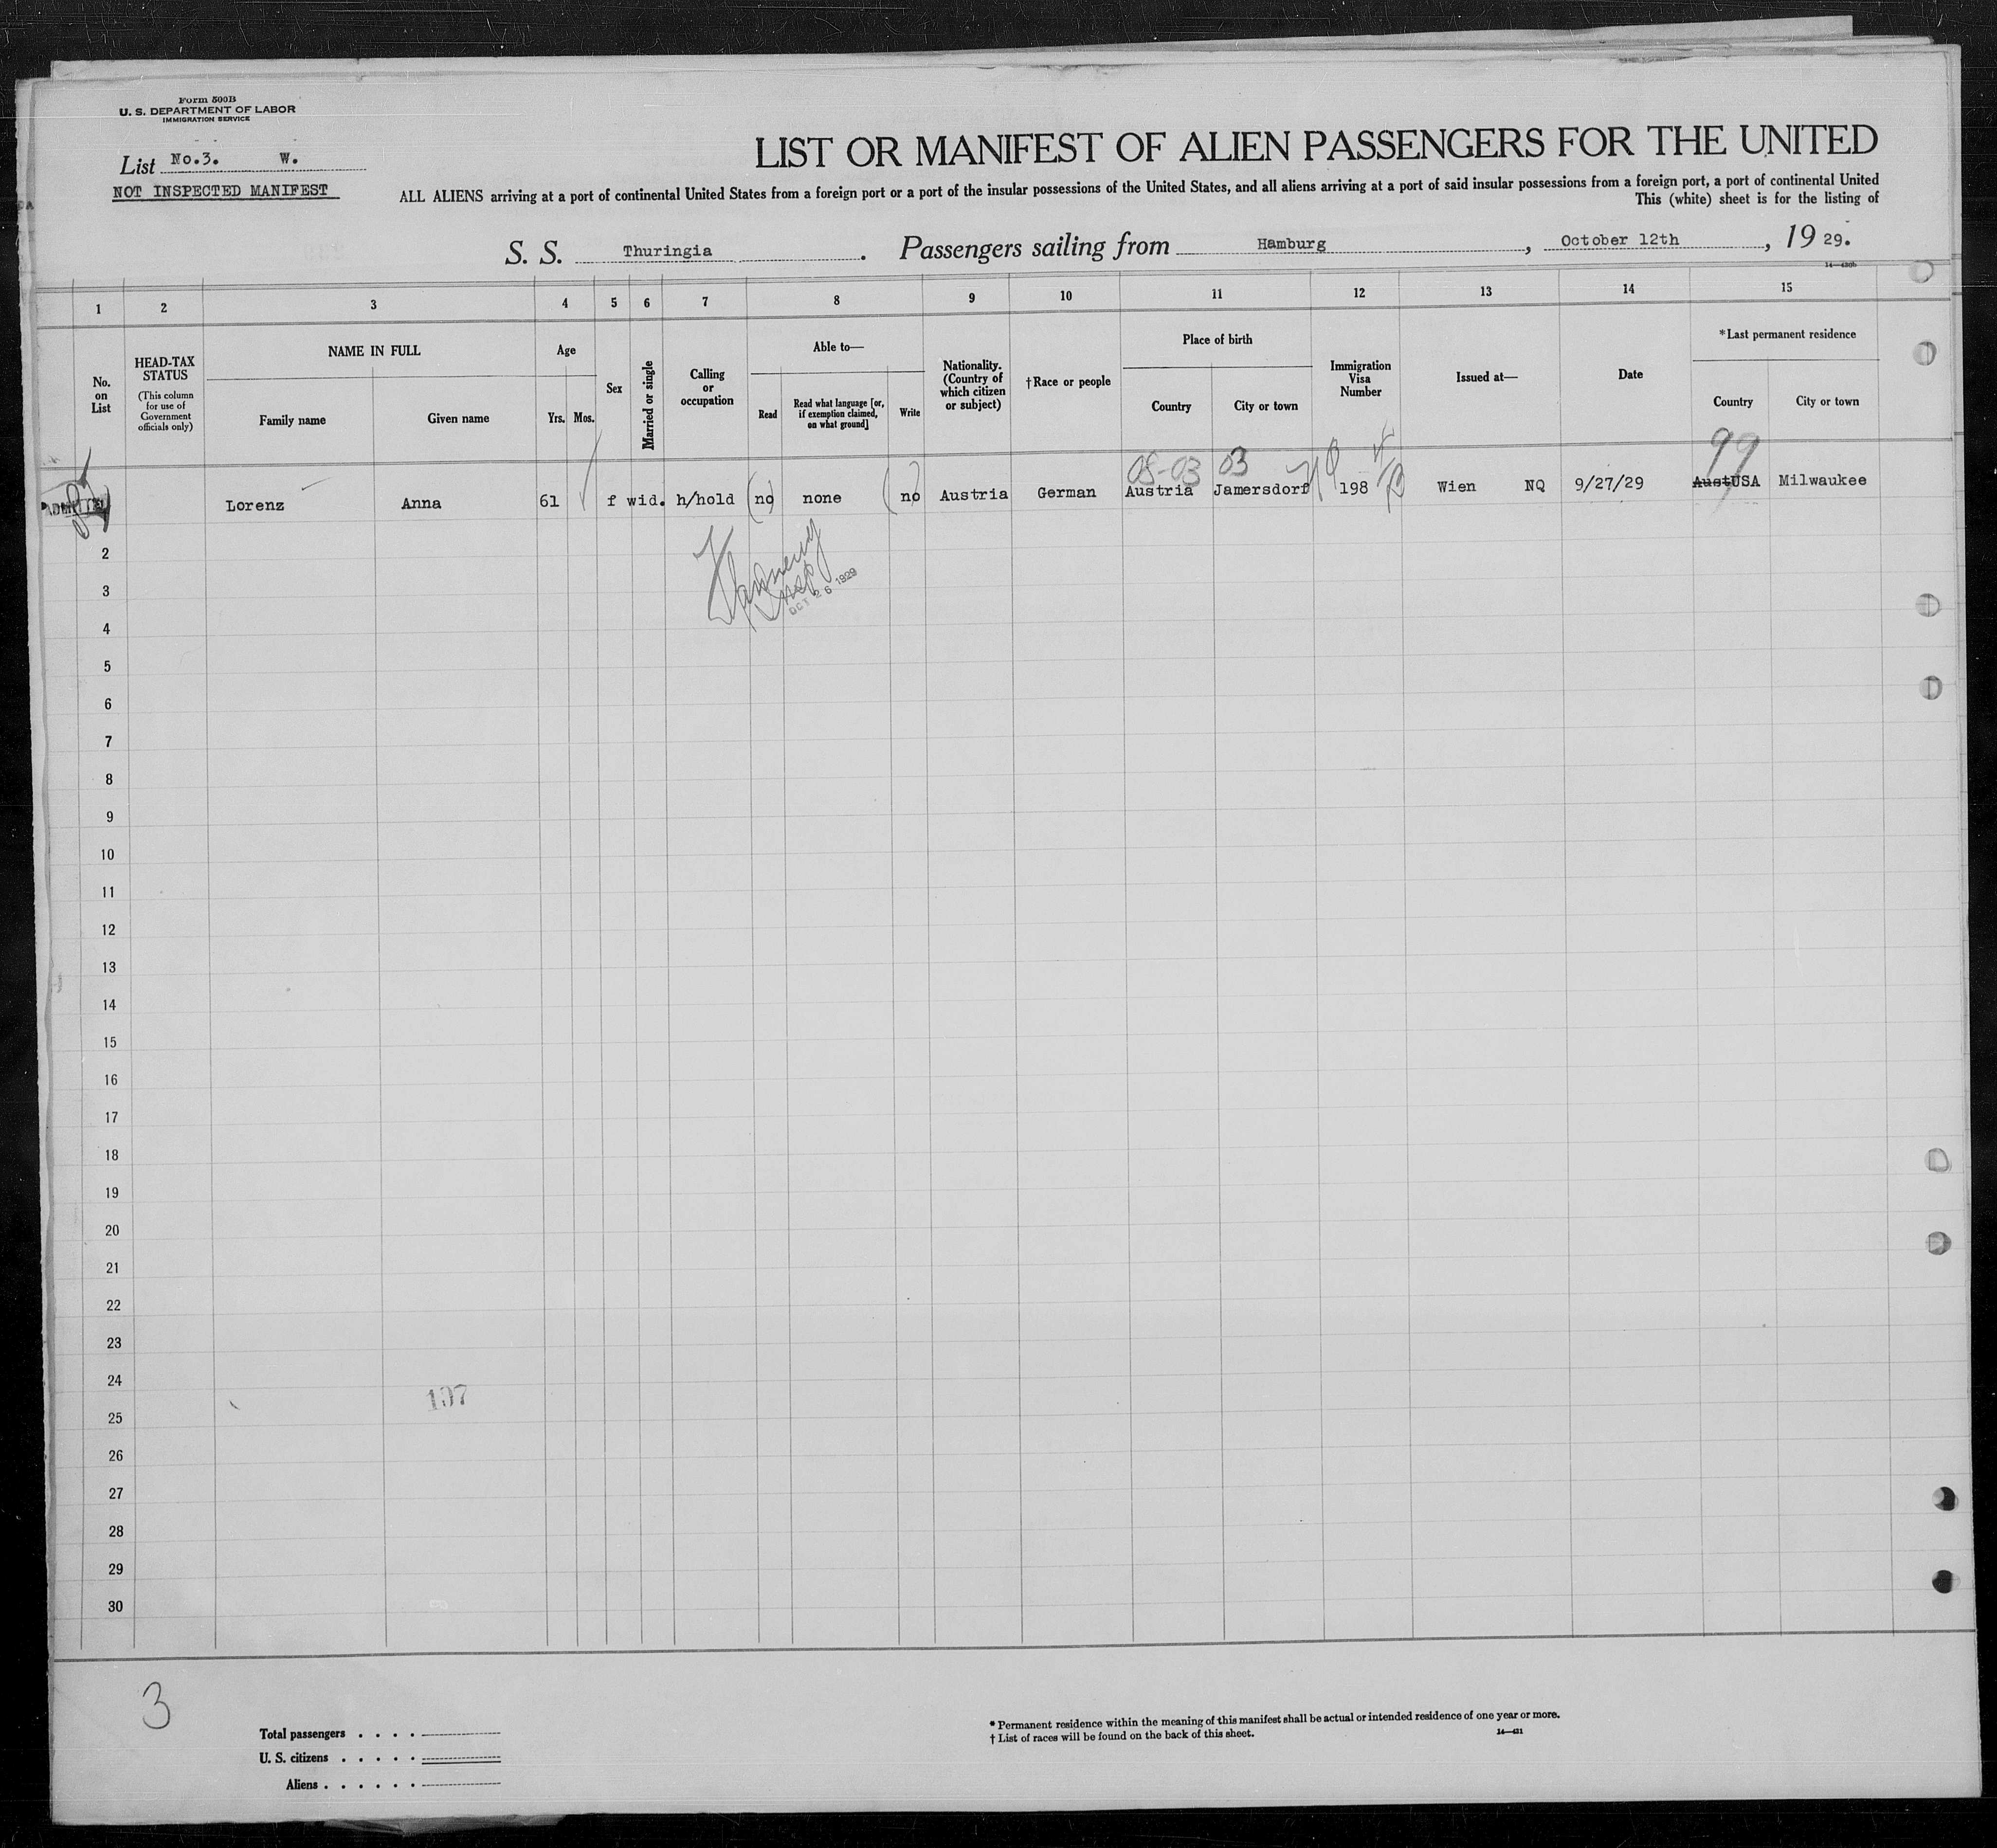 Form 500B
U. S. DEPARTMENT OF LABOR
IMMIGRATION SERVICE
List No.3. W.
NOT INSPECTED MANIFEST
LIST OR MANIFEST OF ALIEN PASSENGERS FOR THE UNITED
ALL ALIENS arriving at a port of continental United States from a foreign port or a port of the insular possessions of the United States, and all aliens arriving at a port of said insular possessions from a foreign port, a port of continental United
This (white) sheet is for the listing of
S. S. Thuringia. Passengers sailing from Hamburg, October 12th, 19 29.
1 2 3 4 5 6 7 8 9 10 11 12 13 14 15
No. on List
HEAD-TAX STATUS
(This column for use of Government officials only)
NAME IN FULL
Family name
Given name
Age
Yrs. Mos.
Sex
Married or single
Calling or occupation
Able to—
Read
Read what language [or, if exemption claimed, on what ground]
Write
Nationality. (Country of which citizen or subject)
†Race or people
Place of birth
Country
City or town
Immigration Visa Number
Issued at—
Date
*Last permanent residence
Country
City or town
99
03
ADMITTED Lorenz Anna 61 f wid. h/hold no none no Austria German Austria Jamersdorf 198 Wien NQ 9/27/29 Aust USA Milwaukee
OCT 26 1929
2
3
4
5
6
7
8
9
10
11
12
13
14
15
16
17
18
19
20
21
22
23
24
107
25
26
27
28
29
30
3
Total passengers . . . .
U. S. citizens . . . . .
Aliens . . . . . .
* Permanent residence within the meaning of this manifest shall be actual or intended residence of one year or more.
† List of races will be found on the back of this sheet.
14—431